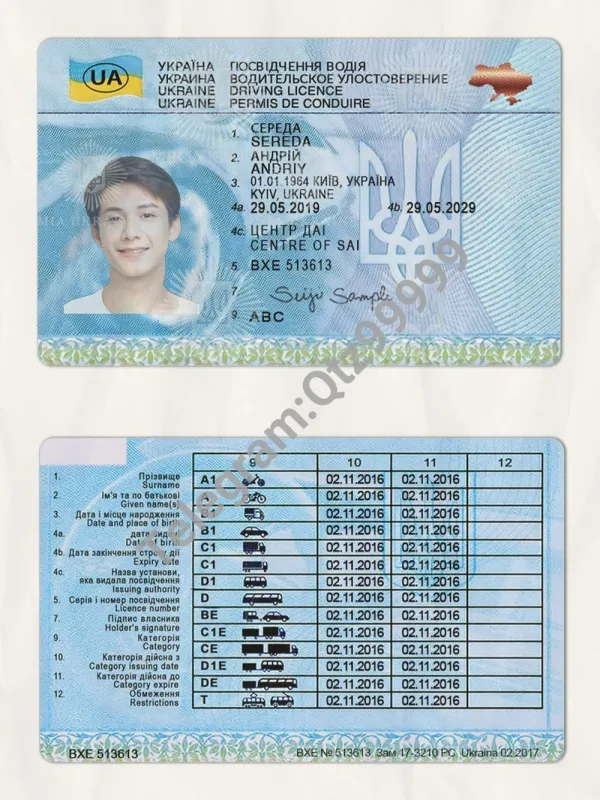 UA
УКРАЇНА ПОСВІДЧЕННЯ ВОДІЯ
УКРАИНА ВОДИТЕЛЬСКОЕ УДОСТОВЕРЕНИЕ
UKRAINE DRIVING LICENCE
UKRAINE PERMIS DE CONDUIRE
1. СЕРЕДА
SEREDA
2. АНДРІЙ
ANDRIY
3. 01.01.1964 КИЇВ, УКРАЇНА
KYIV, UKRAINE
4a. 29.05.2019 4b. 29.05.2029
4c. ЦЕНТР ДАІ
CENTRE OF SAI
5. BXE 513613
7. Seiji Sample
9. ABC
Telegram:Qtz99999
9 10 11 12
1. Прізвище
Surname
2. Ім'я та по батькові
Given name(s)
3. Дата і місце народження
Date and place of birth
4a. дата
of birth
4b. Дата закінчення дії
Expiry date
4c. Назва установи,
яка видала посвідчення
Issuing authority
5. Серія і номер посвідчення
Licence number
7. Підпис власника
Holder's signature
9. Категорія
Category
10. Категорія дійсна з
Category issuing date
11. Категорія дійсна до
Category expire
12. Обмеження
Restrictions
A1 02.11.2016 02.11.2016
02.11.2016 02.11.2016
02.11.2016 02.11.2016
B1 02.11.2016 02.11.2016
C1 02.11.2016 02.11.2016
C1 02.11.2016 02.11.2016
D1 02.11.2016 02.11.2016
D 02.11.2016 02.11.2016
BE 02.11.2016 02.11.2016
C1E 02.11.2016 02.11.2016
CE 02.11.2016 02.11.2016
D1E 02.11.2016 02.11.2016
DE 02.11.2016 02.11.2016
T 02.11.2016 02.11.2016
BXE 513613
BXE № 513613 Зам 17-3210 PC Ukraina 02.2017